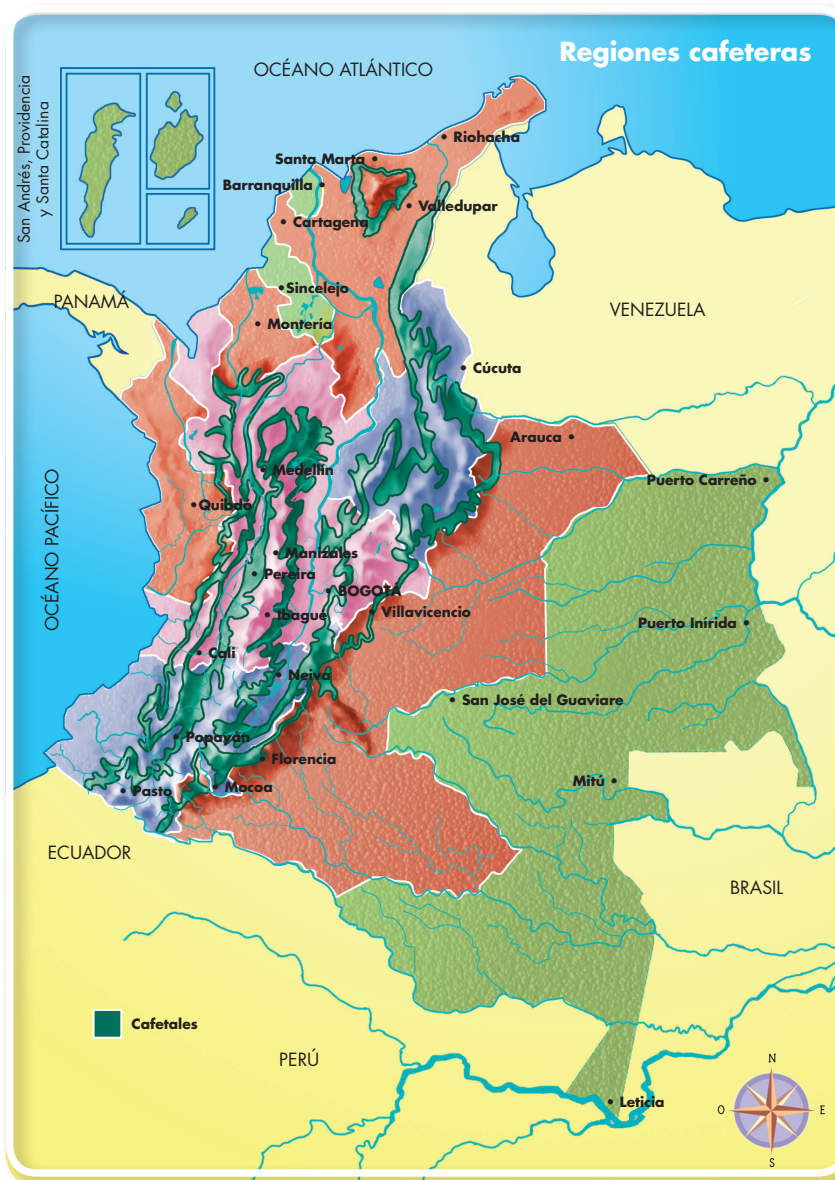 Regiones cafeteras
OCÉANO ATLÁNTICO
San Andrés, Providencia
y Santa Catalina
Riohacha
Santa Marta
Barranquilla
Valledupar
Cartagena
Sincelejo
PANAMÁ
VENEZUELA
Montería
Cúcuta
Arauca
Medellín
Puerto Carreño
Quibdó
OCÉANO PACÍFICO
Manizales
Pereira
BOGOTÁ
Ibague
Villavicencio
Puerto Inírida
Cali
Neiva
San José del Guaviare
Popayán
Florencia
Mitú
Mocoa
Pasto
ECUADOR
BRASIL
Cafetales
PERÚ
N
Leticia
O
E
S